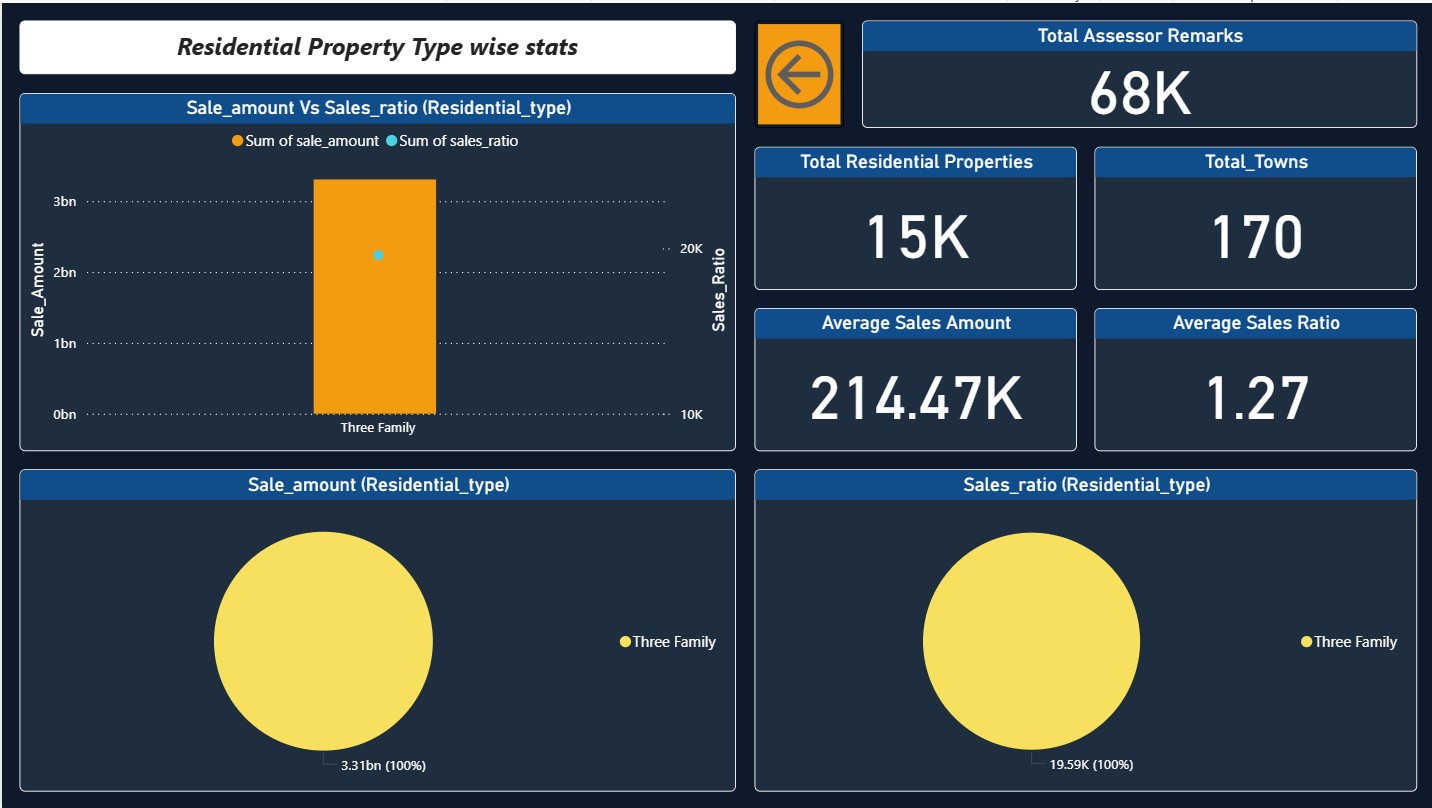 Residential Property Type wise stats
Total Assessor Remarks
68K
Sale_amount Vs Sales_ratio (Residential_type)
Sum of sale_amount Sum of sales_ratio
3bn
2bn
1bn
0bn
Sale_Amount
20K
10K
Sales_Ratio
Three Family
Total Residential Properties
15K
Total_Towns
170
Average Sales Amount
214.47K
Average Sales Ratio
1.27
Sale_amount (Residential_type)
Three Family
3.31bn (100%)
Sales_ratio (Residential_type)
Three Family
19.59K (100%)